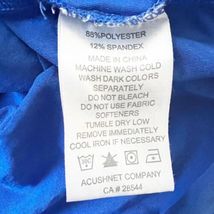 88% POLYESTER
12% SPANDEX
MADE IN CHINA
MACHINE WASH COLD
WASH DARK COLORS
SEPARATELY
DO NOT BLEACH
DO NOT USE FABRIC
SOFTENERS
TUMBLE DRY LOW
REMOVE IMMEDIATELY
COOL IRON IF NECESSARY
ACUSHNET COMPANY
CA # 28544